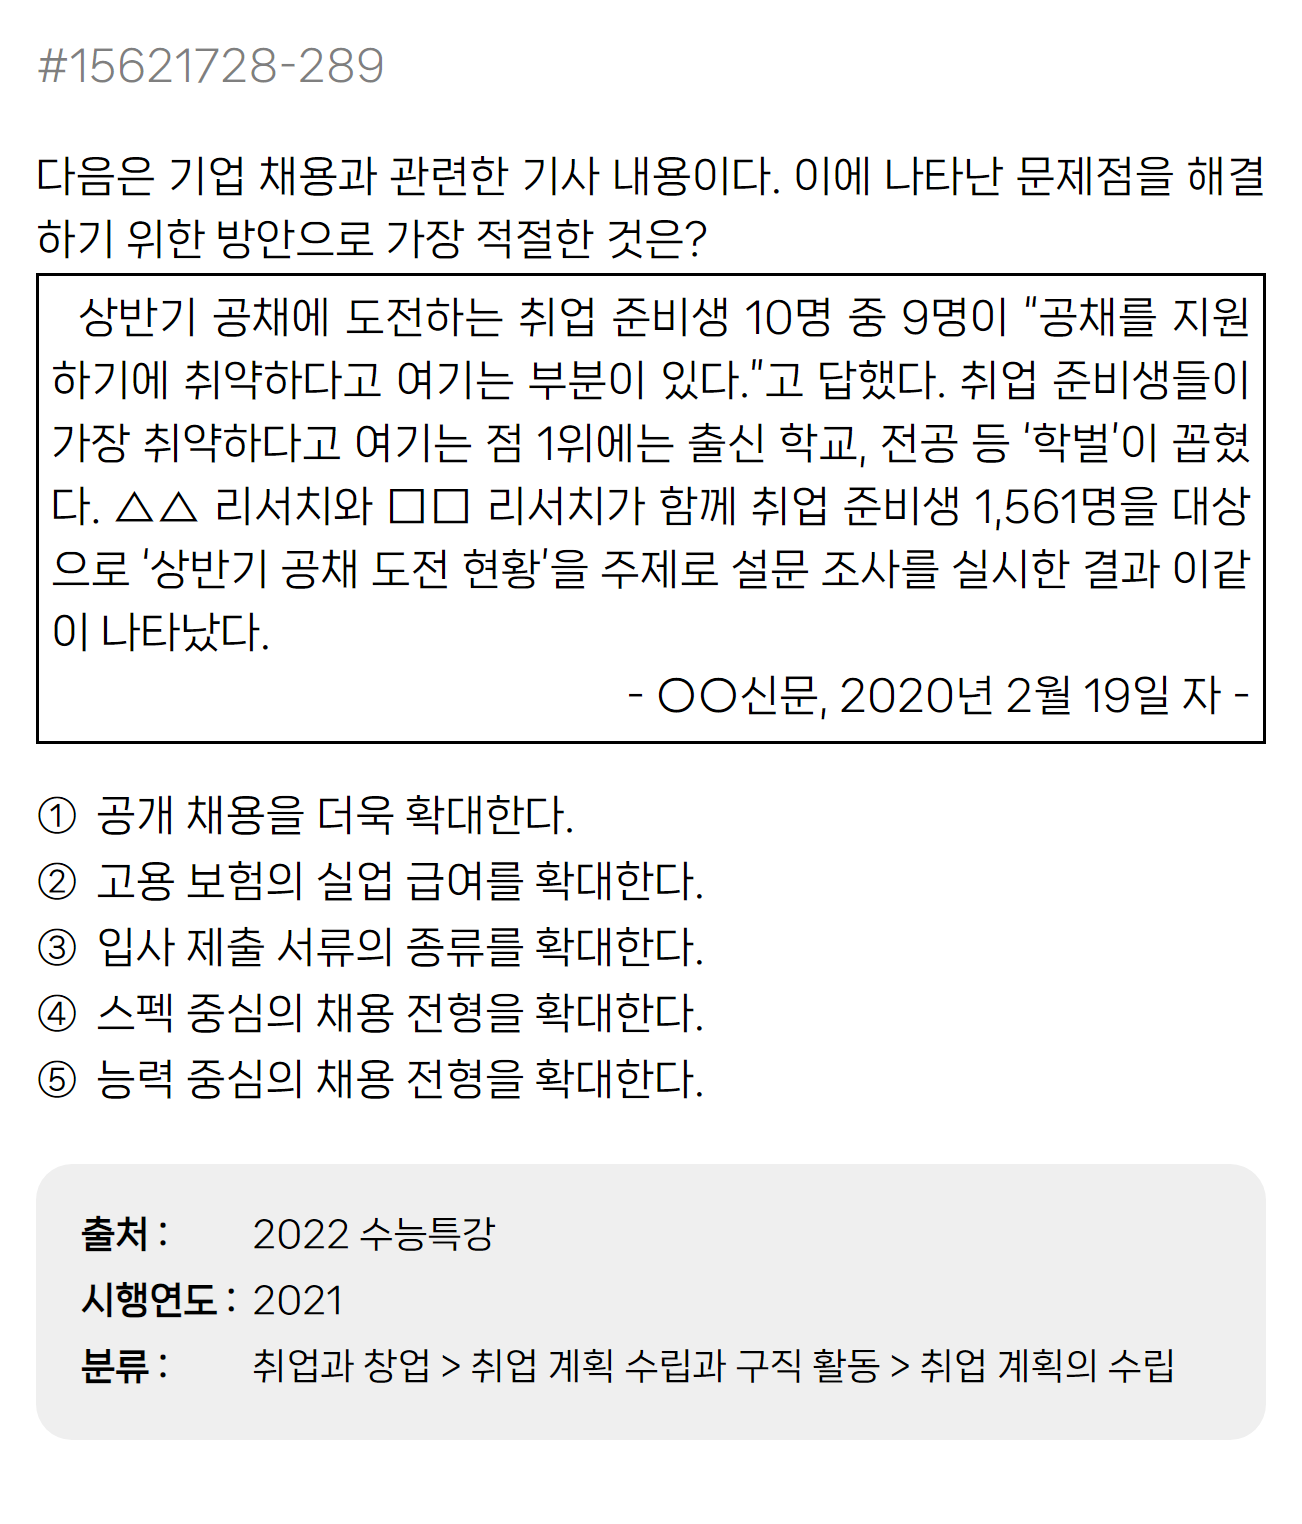 #15621728-289
다음은 기업 채용과 관련한 기사 내용이다. 이에 나타난 문제점을 해결
하기 위한 방안으로 가장 적절한 것은?
상반기 공채에 도전하는 취업 준비생 10명 중 9명이 “공채를 지원
하기에 취약하다고 여기는 부분이 있다.”고 답했다. 취업 준비생들이
가장 취약하다고 여기는 점 1위에는 출신 학교, 전공 등 ‘학벌’이 꼽혔
다. △△ 리서치와 □□ 리서치가 함께 취업 준비생 1,561명을 대상
으로 ‘상반기 공채 도전 현황’을 주제로 설문 조사를 실시한 결과 이같
이 나타났다.
- ○○신문, 2020년 2월 19일 자 -
① 공개 채용을 더욱 확대한다.
② 고용 보험의 실업 급여를 확대한다.
③ 입사 제출 서류의 종류를 확대한다.
④ 스펙 중심의 채용 전형을 확대한다.
⑤ 능력 중심의 채용 전형을 확대한다.
출처 : 2022 수능특강
시행연도 : 2021
분류 : 취업과 창업 > 취업 계획 수립과 구직 활동 > 취업 계획의 수립